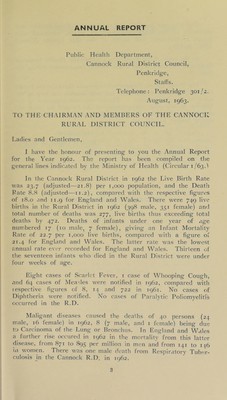 ANNUAL REPORT
Public Health Department,
Cannock Rural District Council,
Penkridge,
Staffs.
Telephone: Penkridge 301/2.
August, 1963.
TO THE CHAIRMAN AND MEMBERS OF THE CANNOCK
RURAL DISTRICT COUNCIL.
Ladies and Gentlemen,
I have the honour of presenting to you the Annual Report
for the Year 1962. The report has been compiled on the
general lines indicated by the Ministry of Health (Circular 1/63.)
In the Cannock Rural District in 1962 the Live Birth Rate
was 23.7 (adjusted—21.8) per 1,000 population, and the Death
Rate 8.8 (adjusted—11.2), compared with the respective figures
of 18.0 and 11.9 for England and Wales. There were 749 live
births in the Rural District in 1962 (398 male, 351 female) and
total number of deaths was 277, live births thus exceeding total
deaths by 472. Deaths of infants under one year of age
numbered 17 (10 male, 7 female), giving an Infant Mortality
Rate of 22.7 per 1,000 live births, compared with a figure of
21.4 for England and Wales. The latter rate was the lowest
annual rate ever recorded for England and Wales. Thirteen of
the seventeen infants who died in the Rural District were under
four weeks of age.
Eight cases of Scarlet Fever, 1 case of Whooping Cough,
and 64 cases of Measles were notified in 1962, compared with
respective figures of 8, 14 and 722 in 1961. No cases of
Diphtheria were notified. No cases of Paralytic Poliomyelitis
occurred in the R.D.
Malignant diseases caused the deaths of 40 persons (24
male, 16 female) in 1962, 8 (7 male, and 1 female) being due
to Carcinoma of the Lung or Bronchus. In England and Wales
a further rise occurred in 1962 in the mortality from this latter
disease, from 871 to 895 per million in men and from 141 to 136
in women. There was one male death from Respiratory Tuber-
culosis in the Cannock R.D. in 1962.
3